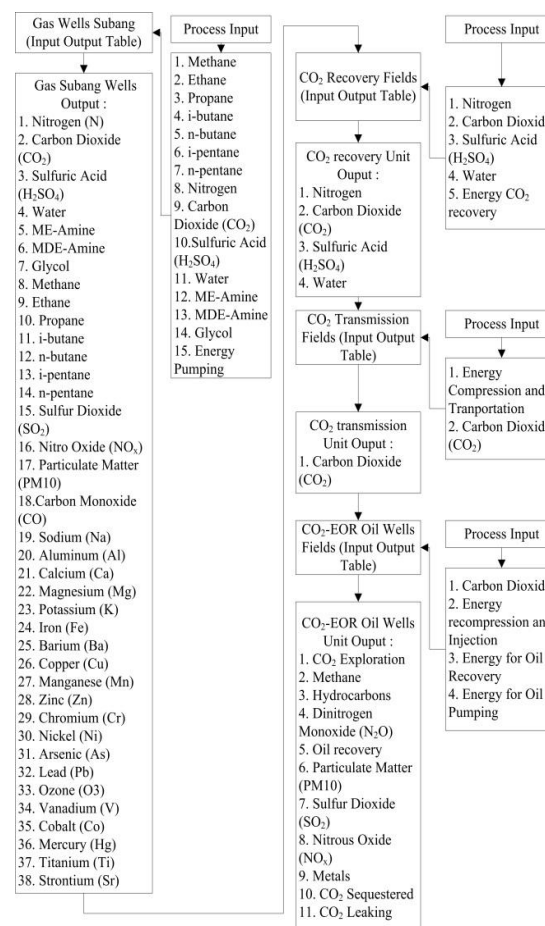 Gas Wells Subang
(Input Output Table)
Process Input
Gas Subang Wells
Output :
1. Nitrogen (N)
2. Carbon Dioxide
(CO₂)
3. Sulfuric Acid
(H₂SO₄)
4. Water
5. ME-Amine
6. MDE-Amine
7. Glycol
8. Methane
9. Ethane
10. Propane
11. i-butane
12. n-butane
13. i-pentane
14. n-pentane
15. Sulfur Dioxide
(SO₂)
16. Nitro Oxide (NOₓ)
17. Particulate Matter
(PM10)
18.Carbon Monoxide
(CO)
19. Sodium (Na)
20. Aluminum (Al)
21. Calcium (Ca)
22. Magnesium (Mg)
23. Potassium (K)
24. Iron (Fe)
25. Barium (Ba)
26. Copper (Cu)
27. Manganese (Mn)
28. Zinc (Zn)
29. Chromium (Cr)
30. Nickel (Ni)
31. Arsenic (As)
32. Lead (Pb)
33. Ozone (O3)
34. Vanadium (V)
35. Cobalt (Co)
36. Mercury (Hg)
37. Titanium (Ti)
38. Strontium (Sr)
1. Methane
2. Ethane
3. Propane
4. i-butane
5. n-butane
6. i-pentane
7. n-pentane
8. Nitrogen
9. Carbon
Dioxide (CO₂)
10.Sulfuric Acid
(H₂SO₄)
11. Water
12. ME-Amine
13. MDE-Amine
14. Glycol
15. Energy
Pumping
CO₂ Recovery Fields
(Input Output Table)
Process Input
1. Nitrogen
2. Carbon Dioxid
3. Sulfuric Acid
(H₂SO₄)
4. Water
5. Energy CO₂
recovery
CO₂ recovery Unit
Ouput :
1. Nitrogen
2. Carbon Dioxide
(CO₂)
3. Sulfuric Acid
(H₂SO₄)
4. Water
CO₂ Transmission
Fields (Input Output
Table)
Process Input
1. Energy
Compression and
Tranportation
2. Carbon Dioxid
(CO₂)
CO₂ transmission
Unit Ouput :
1. Carbon Dioxide
(CO₂)
CO₂-EOR Oil Wells
Fields (Input Output
Table)
Process Input
1. Carbon Dioxid
2. Energy
recompression an
Injection
3. Energy for Oil
Recovery
4. Energy for Oil
Pumping
CO₂-EOR Oil Wells
Unit Ouput :
1. CO₂ Exploration
2. Methane
3. Hydrocarbons
4. Dinitrogen
Monoxide (N₂O)
5. Oil recovery
6. Particulate Matter
(PM10)
7. Sulfur Dioxide
(SO₂)
8. Nitrous Oxide
(NOₓ)
9. Metals
10. CO₂ Sequestered
11. CO₂ Leaking